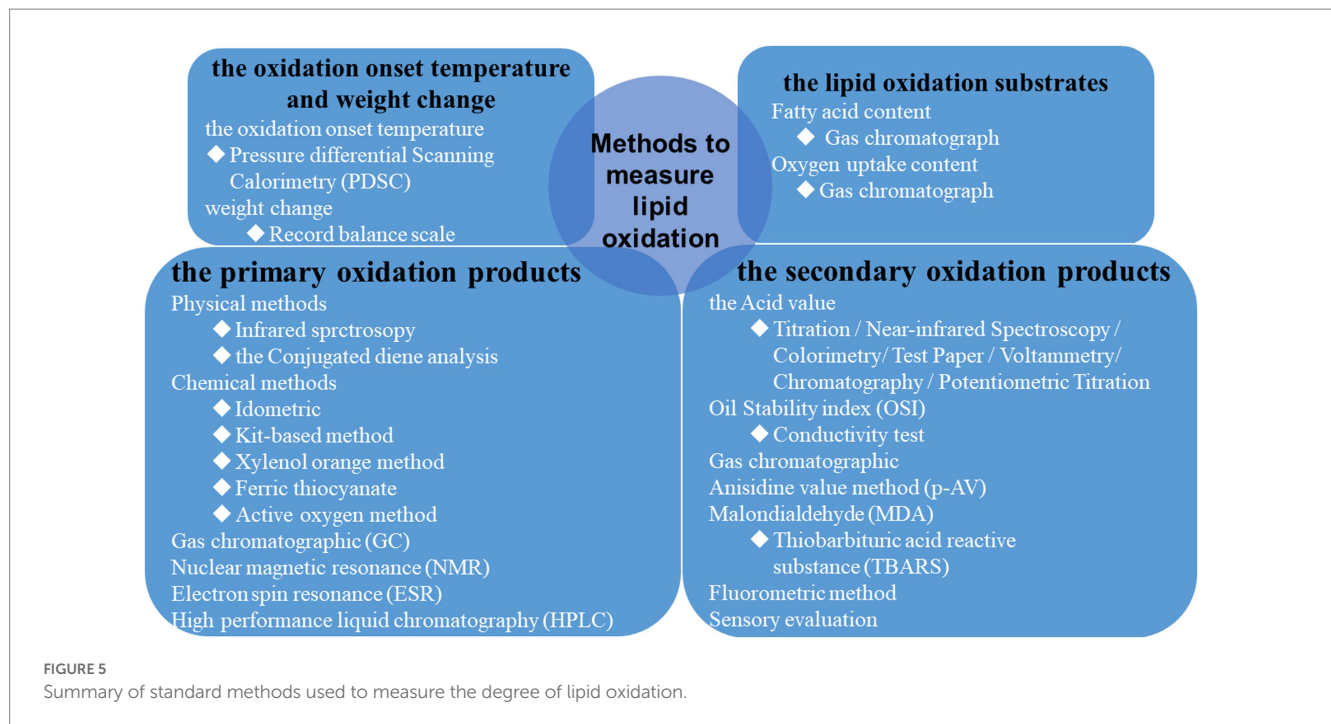 the oxidation onset temperature
and weight change
the oxidation onset temperature
◆ Pressure differential Scanning
Calorimetry (PDSC)
weight change
◆ Record balance scale
Methods to
measure
lipid
oxidation
the lipid oxidation substrates
Fatty acid content
◆ Gas chromatograph
Oxygen uptake content
◆ Gas chromatograph
the primary oxidation products
Physical methods
◆ Infrared sprctrosopy
◆ the Conjugated diene analysis
Chemical methods
◆ Idometric
◆ Kit-based method
◆ Xylenol orange method
◆ Ferric thiocyanate
◆ Active oxygen method
Gas chromatographic (GC)
Nuclear magnetic resonance (NMR)
Electron spin resonance (ESR)
High performance liquid chromatography (HPLC)
the secondary oxidation products
the Acid value
◆ Titration / Near-infrared Spectroscopy /
Colorimetry/ Test Paper / Voltammetry/
Chromatography / Potentiometric Titration
Oil Stability index (OSI)
◆ Conductivity test
Gas chromatographic
Anisidine value method (p-AV)
Malondialdehyde (MDA)
◆ Thiobarbituric acid reactive
substance (TBARS)
Fluorometric method
Sensory evaluation
FIGURE 5
Summary of standard methods used to measure the degree of lipid oxidation.